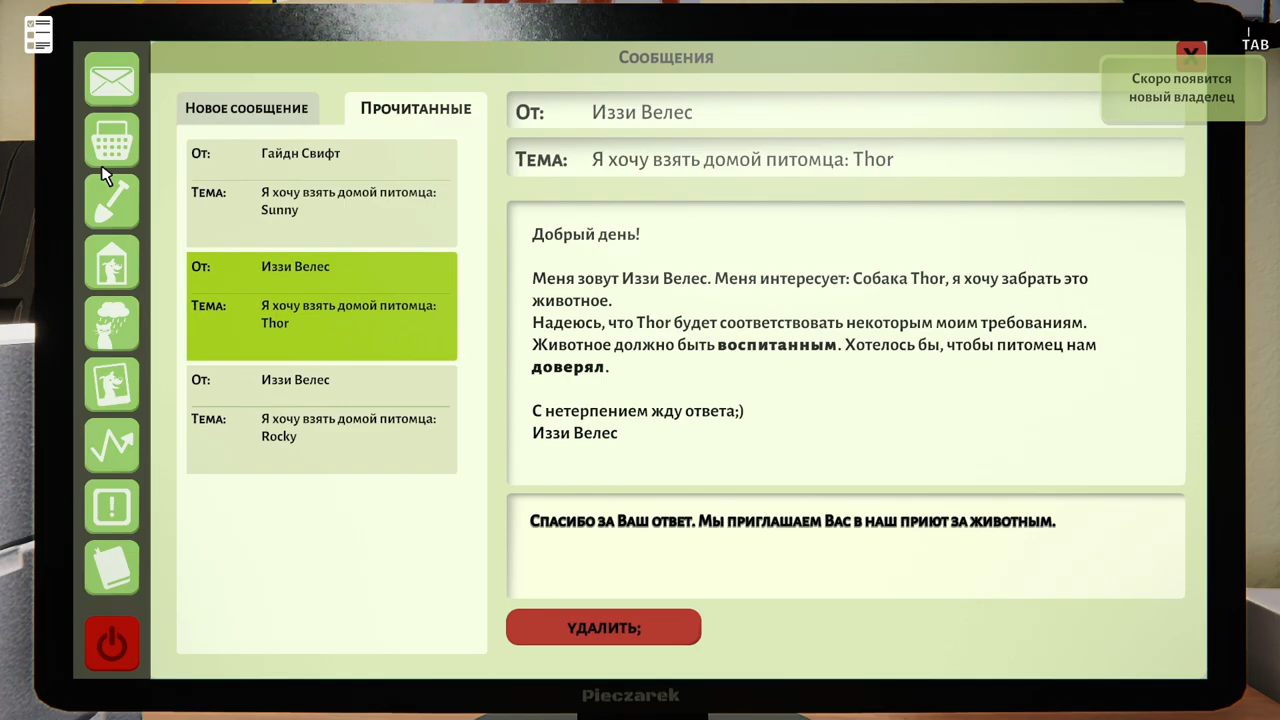 TAB
Сообщения
Скоро появится
новый владелец
Новое сообщение
Прочитанные
От: Гайдн Свифт
Тема: Я хочу взять домой питомца:
Sunny
От: Иззи Велес
Тема: Я хочу взять домой питомца:
Thor
От: Иззи Велес
Тема: Я хочу взять домой питомца:
Rocky
От: Иззи Велес
Тема: Я хочу взять домой питомца: Thor
Добрый день!
Меня зовут Иззи Велес. Меня интересует: Собака Thor, я хочу забрать это
животное.
Надеюсь, что Thor будет соответствовать некоторым моим требованиям.
Животное должно быть воспитанным. Хотелось бы, чтобы питомец нам
доверял.
С нетерпением жду ответа;)
Иззи Велес
Спасибо за Ваш ответ. Мы приглашаем Вас в наш приют за животным.
Удалить;
Pieczarek